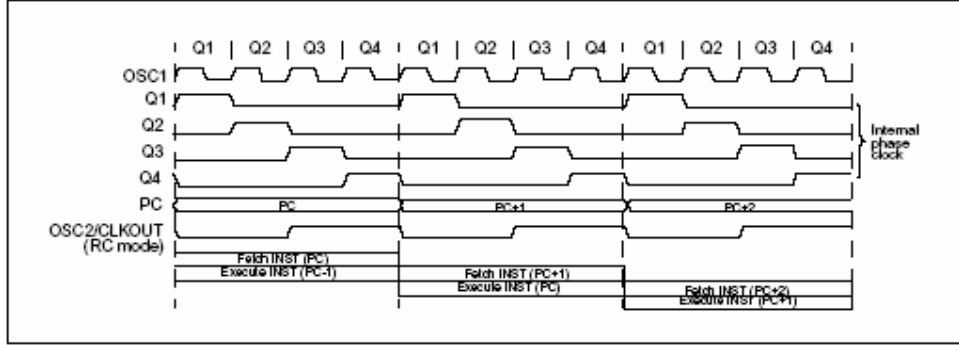 Q1 | Q2 | Q3 | Q4 | Q1 | Q2 | Q3 | Q4 | Q1 | Q2 | Q3 | Q4
OSC1
Q1
Q2
Q3
Q4
Internal
phase
clock
PC PC PC+1 PC+2
OSC2/CLKOUT
(RC mode)
Fetch INST (PC)
Execute INST (PC-1) Fetch INST (PC+1)
Execute INST (PC) Fetch INST (PC+2)
Execute INST (PC+1)